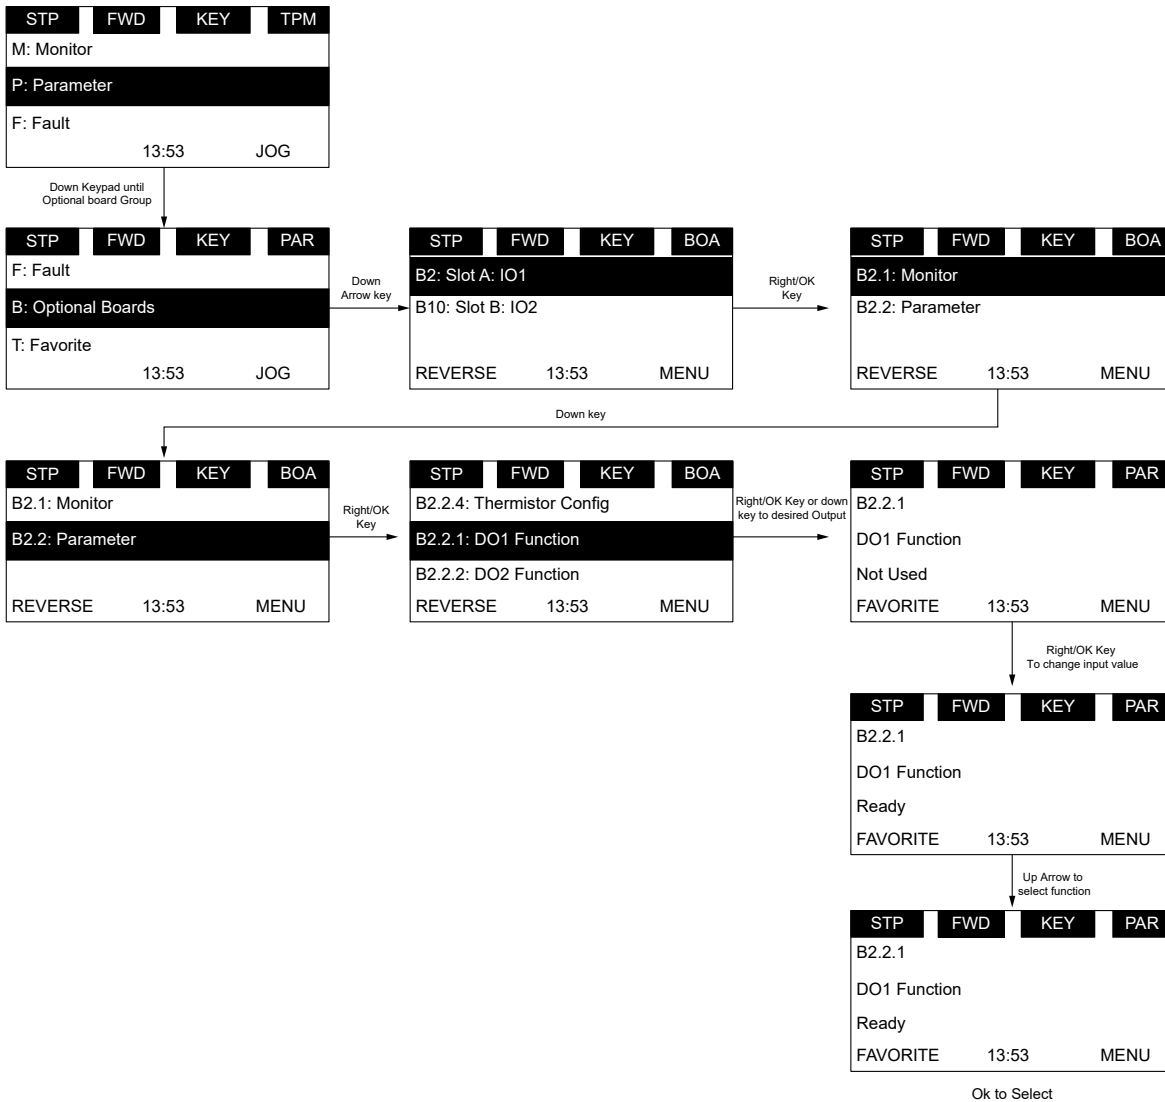 STP FWD KEY TPM
M: Monitor
P: Parameter
F: Fault
13:53 JOG
Down Keypad until
Optional board Group
STP FWD KEY PAR
F: Fault
B: Optional Boards
T: Favorite
13:53 JOG
Down
Arrow key
STP FWD KEY BOA
B2: Slot A: IO1
B10: Slot B: IO2
REVERSE 13:53 MENU
Right/OK
Key
STP FWD KEY BOA
B2.1: Monitor
B2.2: Parameter
REVERSE 13:53 MENU
Down key
STP FWD KEY BOA
B2.1: Monitor
B2.2: Parameter
REVERSE 13:53 MENU
Right/OK
Key
STP FWD KEY BOA
B2.2.4: Thermistor Config
B2.2.1: DO1 Function
B2.2.2: DO2 Function
REVERSE 13:53 MENU
Right/OK Key or down
key to desired Output
STP FWD KEY PAR
B2.2.1
DO1 Function
Not Used
FAVORITE 13:53 MENU
Right/OK Key
To change input value
STP FWD KEY PAR
B2.2.1
DO1 Function
Ready
FAVORITE 13:53 MENU
Up Arrow to
select function
STP FWD KEY PAR
B2.2.1
DO1 Function
Ready
FAVORITE 13:53 MENU
Ok to Select